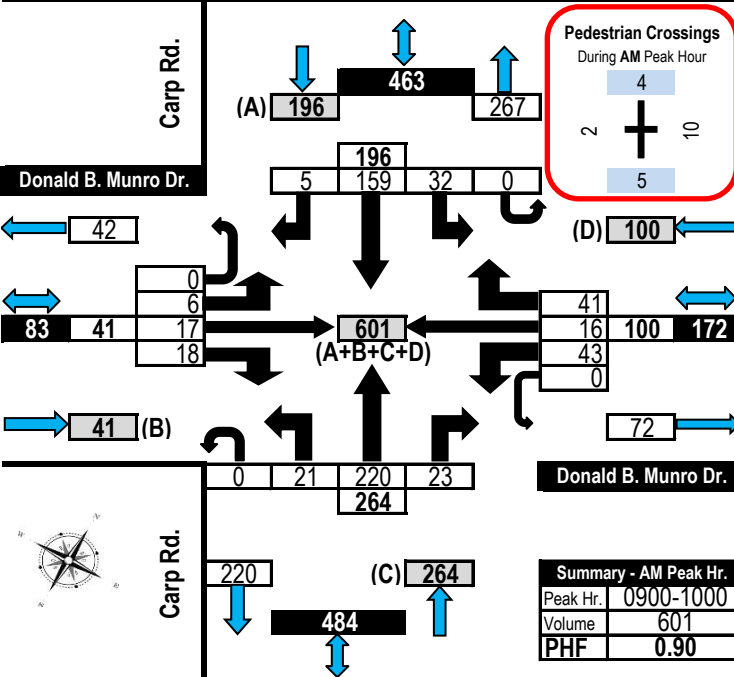 Carp Rd.
463
(A) 196
267
Pedestrian Crossings
During AM Peak Hour
4
2
10
5
Donald B. Munro Dr.
196
5 159 32 0
42
(D) 100
0
6
83 41 17
18
601
(A+B+C+D)
41
16 100 172
43
0
41 (B)
72
0 21 220 23
264
Donald B. Munro Dr.
Carp Rd.
220
(C) 264
484
Summary - AM Peak Hr.
Peak Hr. 0900-1000
Volume 601
PHF 0.90